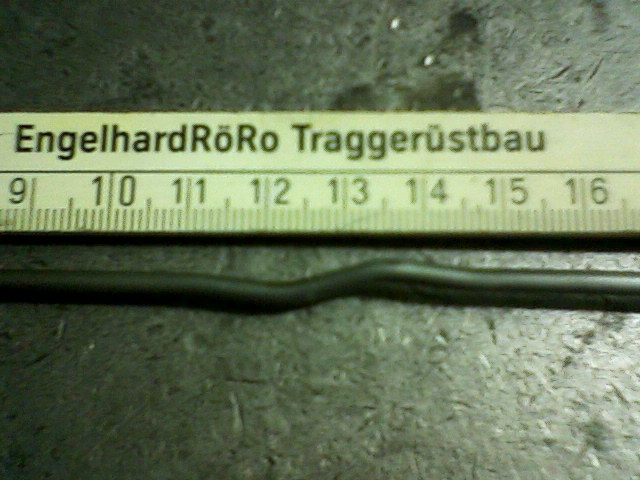 EngelhardRöRo Traggerüstbau
9 10 11 12 13 14 15 16